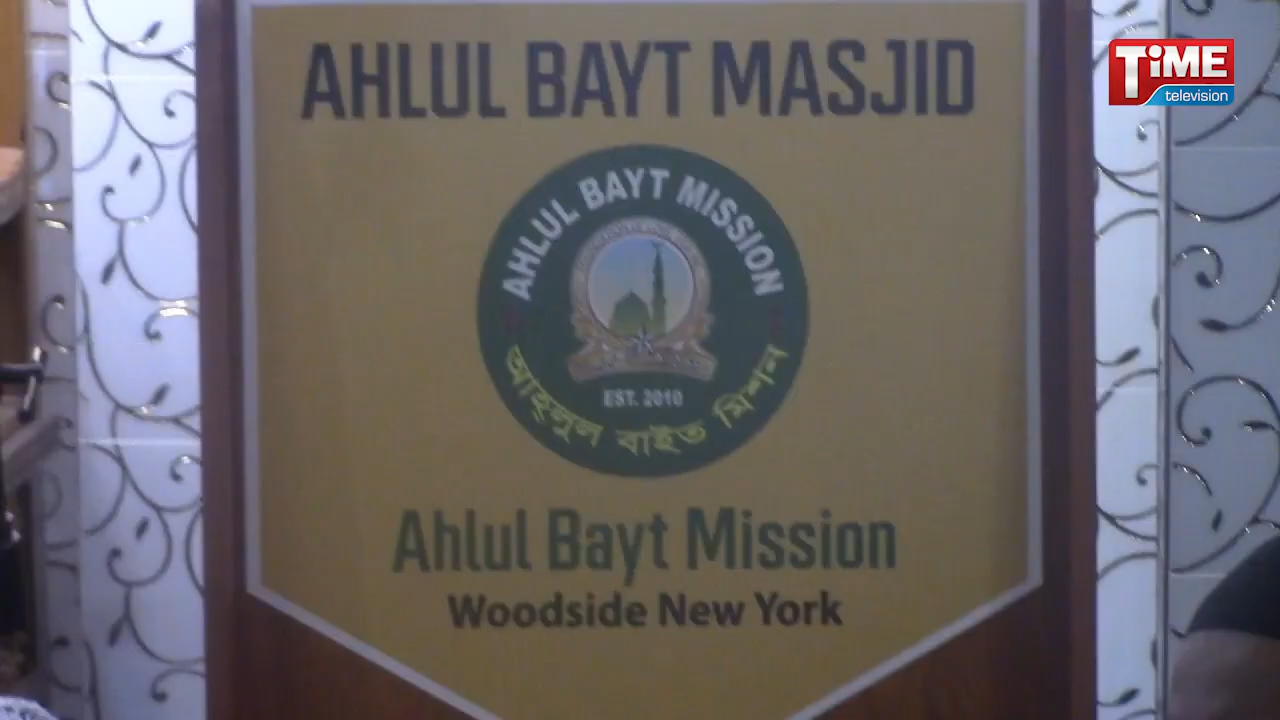 AHLUL BAYT MASJID
TiME
television
AHLUL BAYT MISSION
EST. 2010
আহলুল বাইত মিশন
Ahlul Bayt Mission
Woodside New York